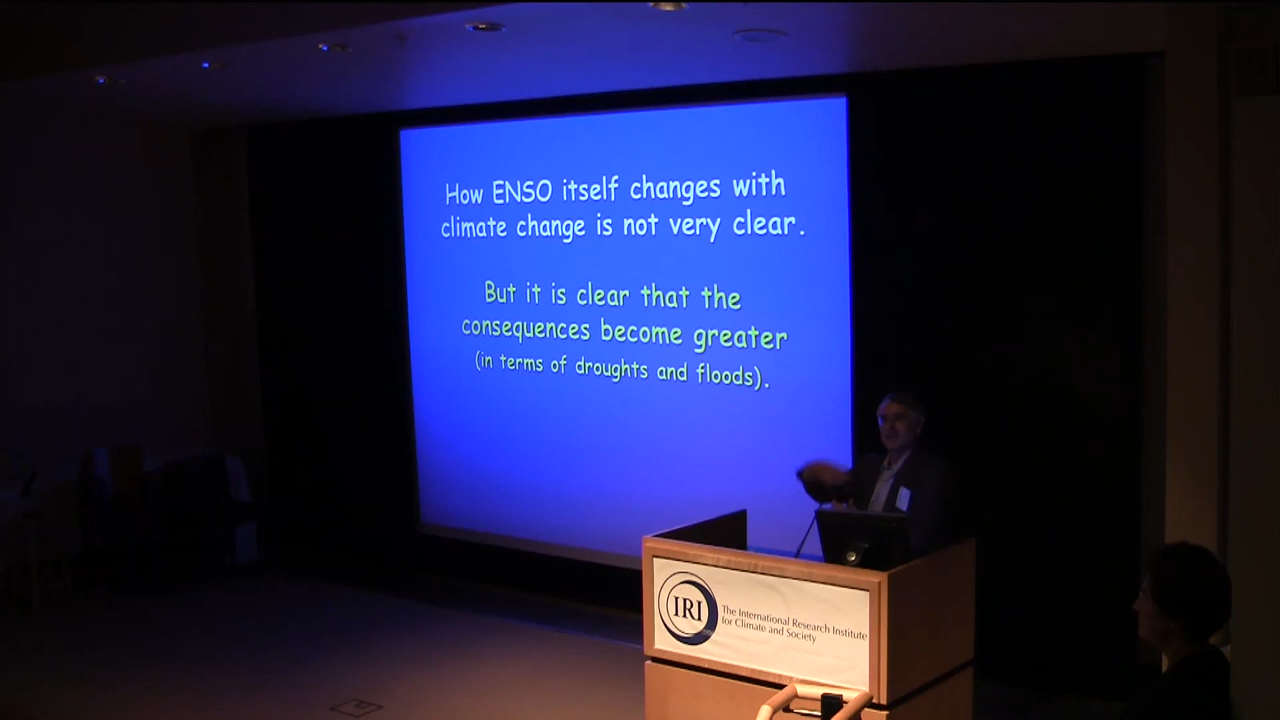 How ENSO itself changes with
climate change is not very clear.
But it is clear that the
consequences become greater
(in terms of droughts and floods).
IRI
The International Research Institute
for Climate and Society